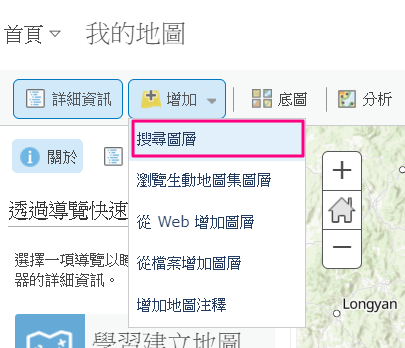 首頁 我的地圖
詳細資訊 增加 底圖 分析
關於
搜尋圖層
瀏覽生動地圖集圖層
從 Web 增加圖層
從檔案增加圖層
增加地圖注釋
透過導覽快速
選擇一項導覽以
器的詳細資訊。
學習建立地圖
Longyan